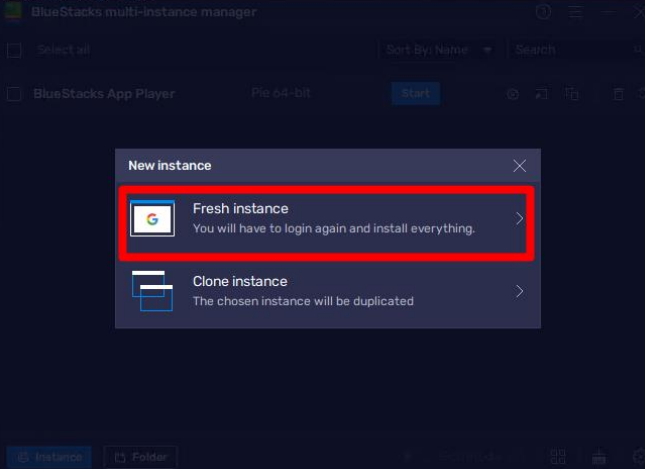 BlueStacks multi-instance manager
Select all
Sort By: Name
Search
BlueStacks App Player
Pie 64-bit
Start
New instance
G
Fresh instance
You will have to login again and install everything.
Clone instance
The chosen instance will be duplicated
Instance
Folder